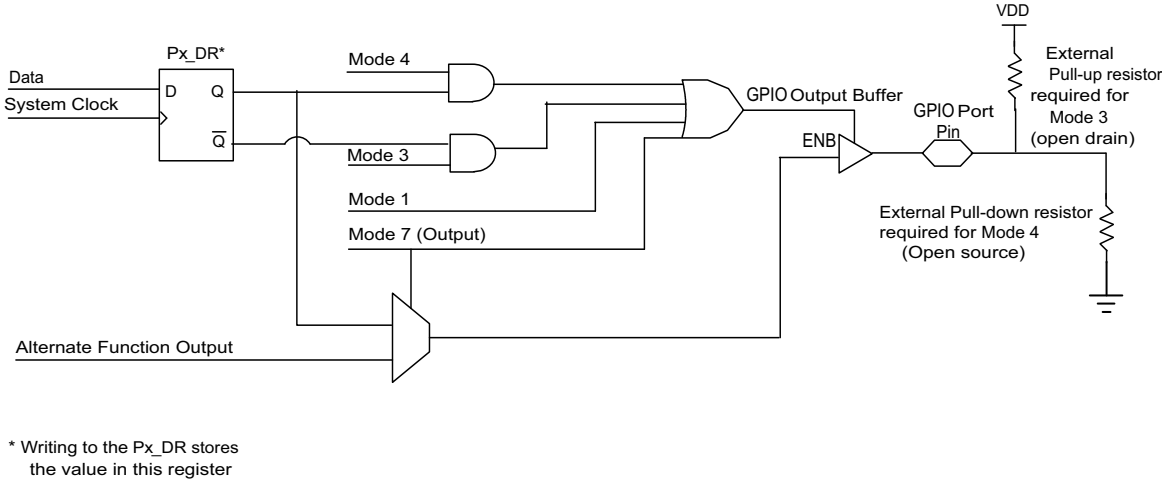 VDD
Px_DR*
Mode 4
External
Pull-up resistor
required for
Mode 3
(open drain)
Data
D Q
GPIO Output Buffer
System Clock
GPIO Port
Pin
ENB
Q
Mode 3
Mode 1
External Pull-down resistor
required for Mode 4
(Open source)
Mode 7 (Output)
Alternate Function Output
* Writing to the Px_DR stores
the value in this register